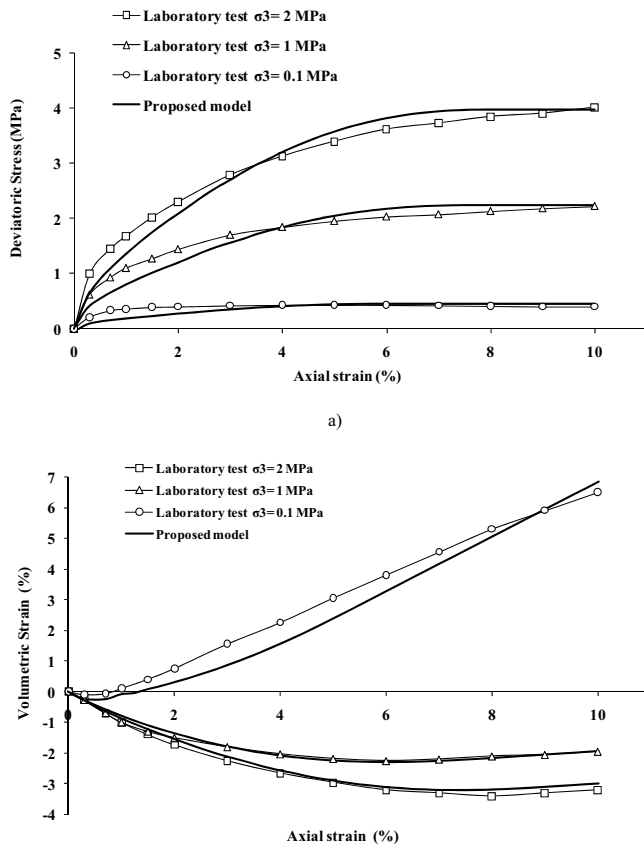 Laboratory test σ3= 2 MPa
Laboratory test σ3= 1 MPa
Laboratory test σ3= 0.1 MPa
Proposed model
5
4
3
2
1
0
Deviatoric Stress (MPa)
0 2 4 6 8 10
Axial strain (%)
a)
Laboratory test σ3= 2 MPa
Laboratory test σ3= 1 MPa
Laboratory test σ3= 0.1 MPa
Proposed model
7
6
5
4
3
2
1
0
-1
-2
-3
-4
Volumetric Strain (%)
0 2 4 6 8 10
Axial strain (%)